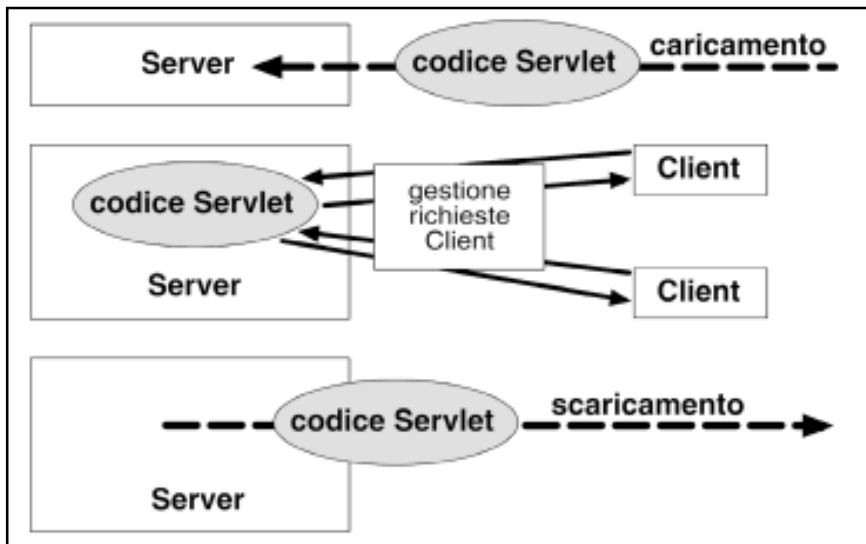 Server
codice Servlet
caricamento
codice Servlet
Server
gestione
richieste
Client
Client
Client
codice Servlet
scaricamento
Server